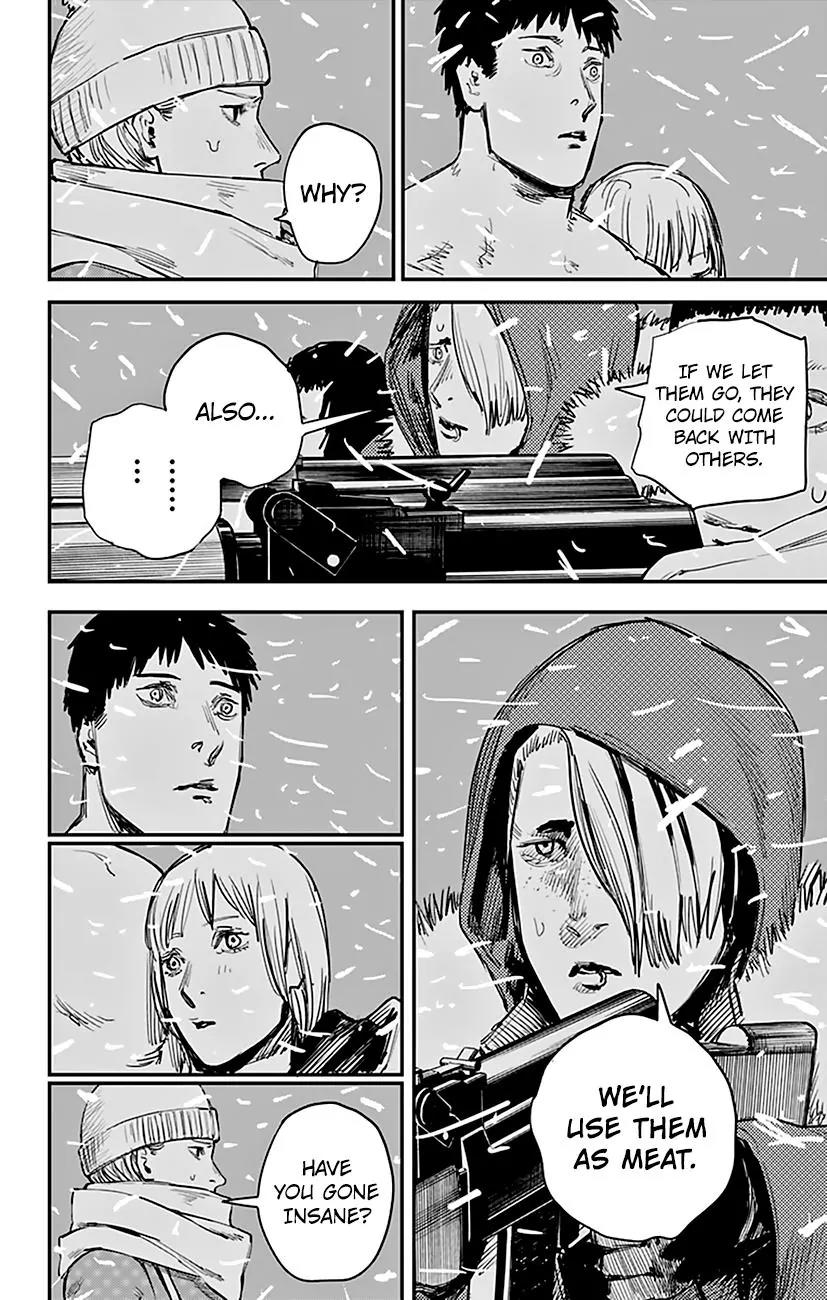 WHY?
IF WE LET
THEM GO, THEY
COULD COME
BACK WITH
OTHERS.
ALSO...
......
WE'LL
USE THEM
AS MEAT.
HAVE
YOU GONE
INSANE?